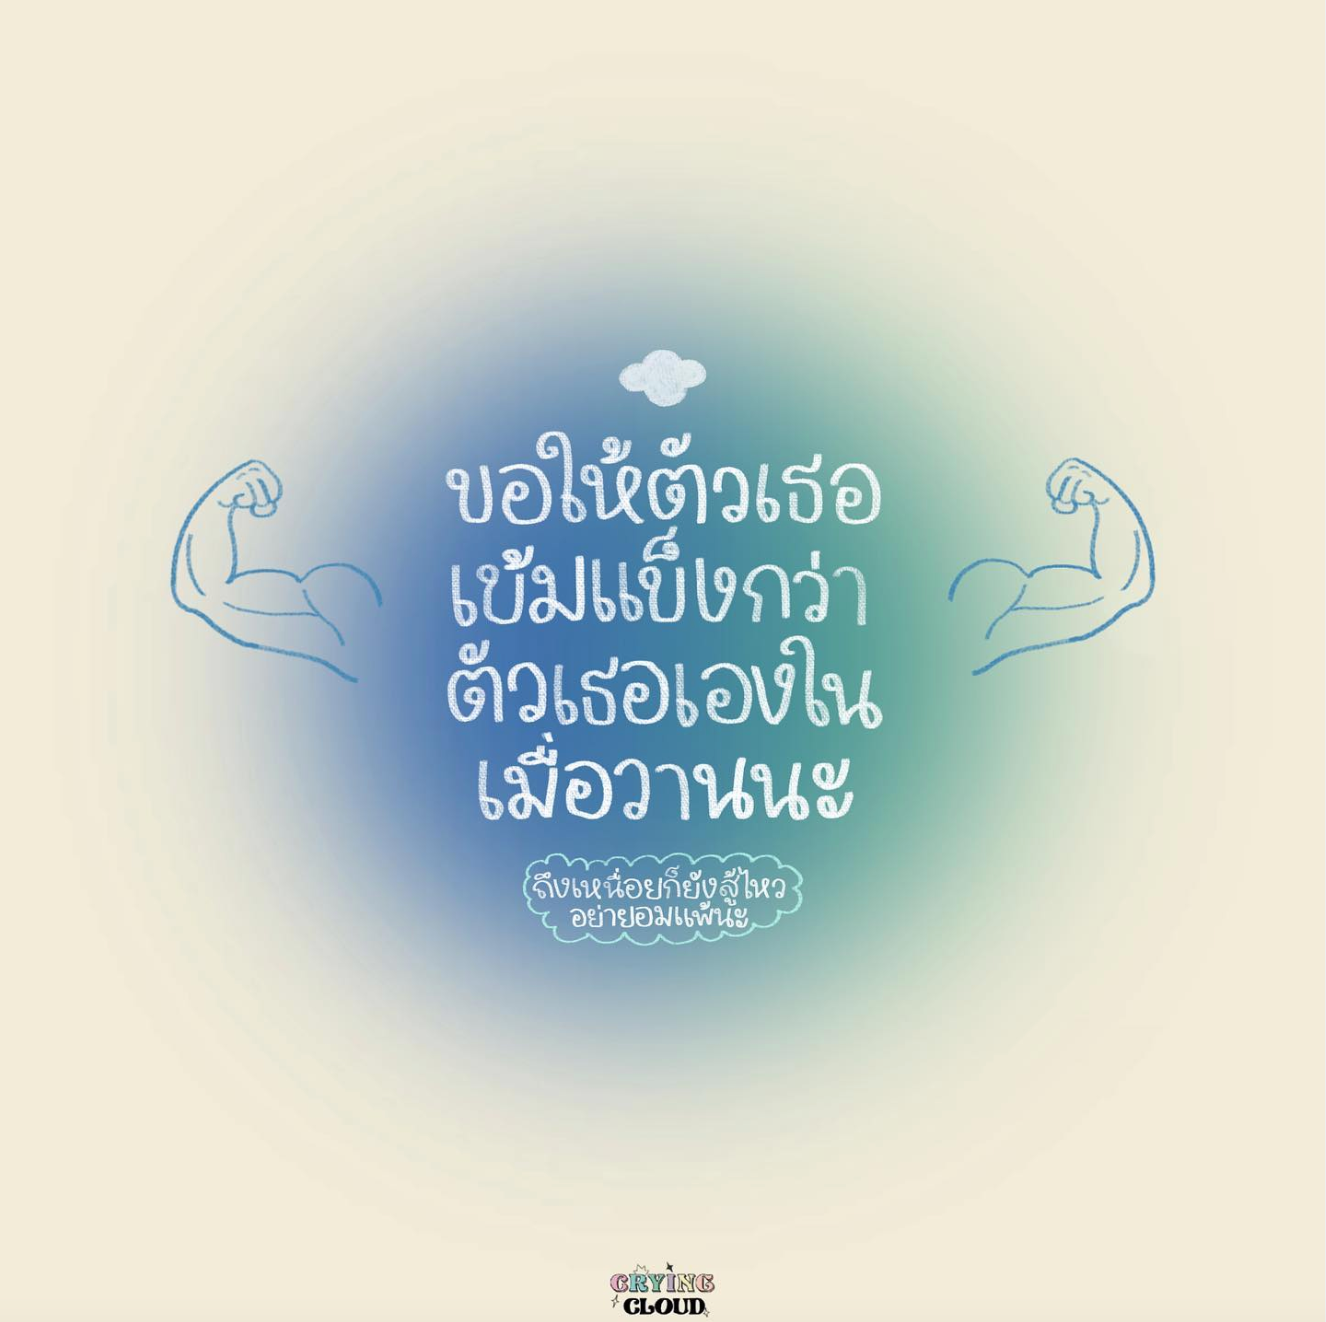 ขอให้ตัวเธอ
เข้มแข็งกว่า
ตัวเธอเองใน
เมื่อวานนะ
ถึงเหนื่อยก็ยังสู้ไหว
อย่ายอมแพ้นะ
CRYING
CLOUD